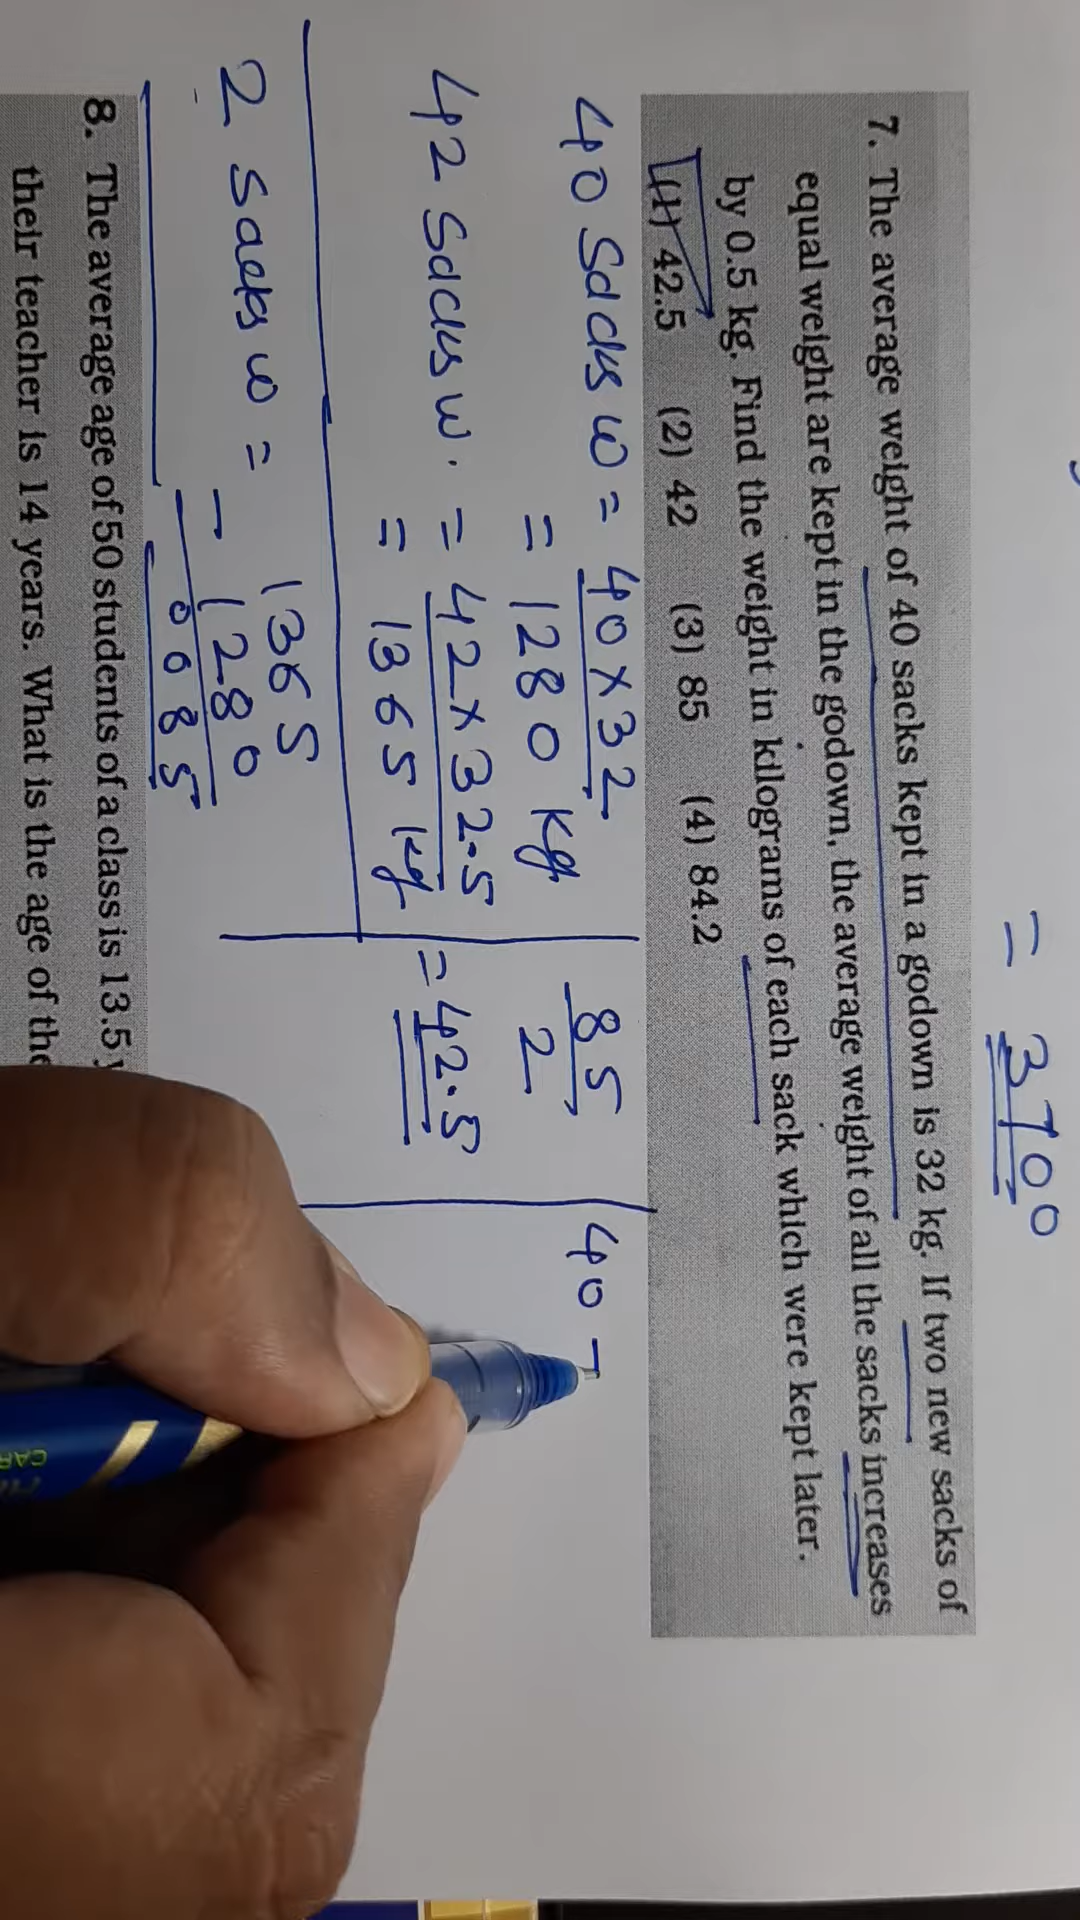 = 3700
7. The average weight of 40 sacks kept in a godown is 32 kg. If two new sacks of
equal weight are kept in the godown, the average weight of all the sacks increases
by 0.5 kg. Find the weight in kilograms of each sack which were kept later.
(1) 42.5 (2) 42 (3) 85 (4) 84.2
40 Sacks w = 40 × 32
= 1280 kg
42 Sacks w. = 42 × 32.5
= 1365 kg
85
2
= 42.5
40 -
2 Sacks w =
1365
- 1280
0085
8. The average age of 50 students of a class is 13.5
their teacher is 14 years. What is the age of the